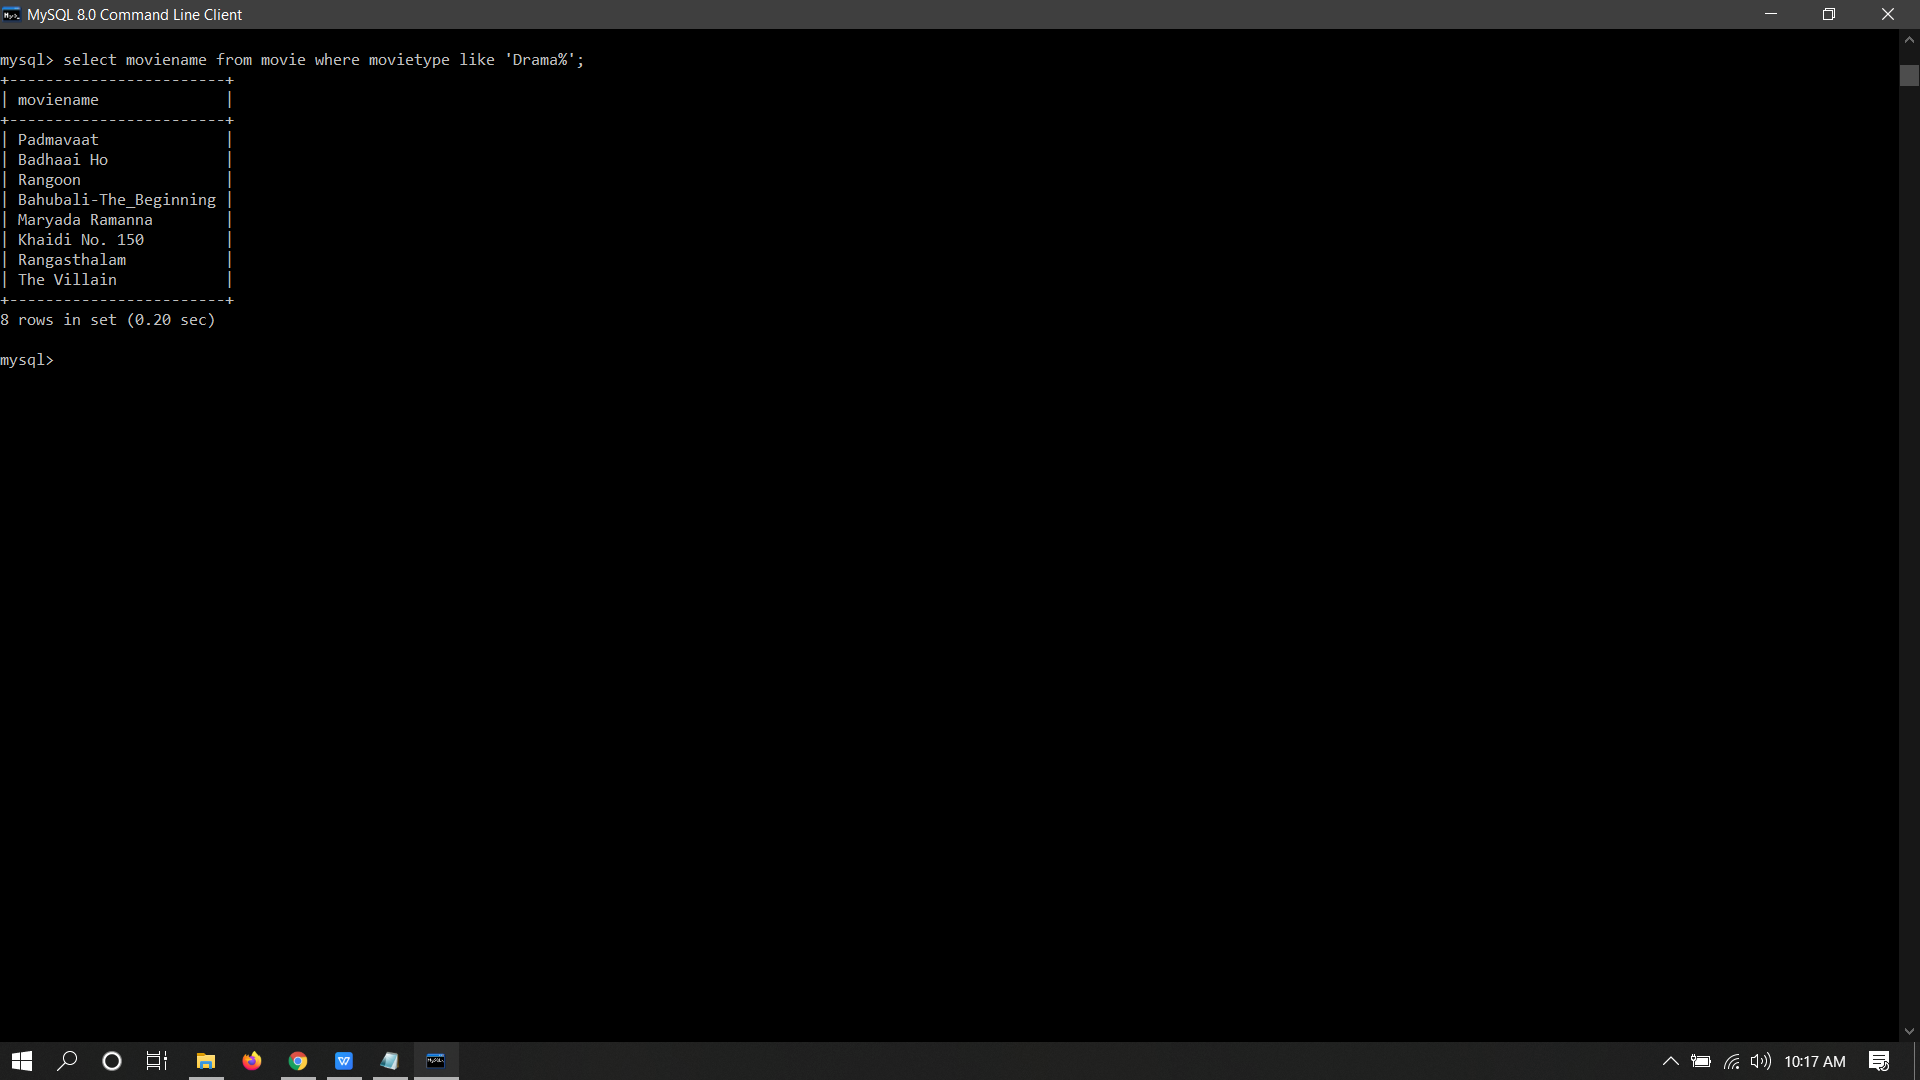 MySQL 8.0 Command Line Client
mysql> select moviename from movie where movietype like 'Drama%';
+------------------------+
| moviename              |
+------------------------+
| Padmavaat              |
| Badhaai Ho             |
| Rangoon                |
| Bahubali-The_Beginning |
| Maryada Ramanna        |
| Khaidi No. 150         |
| Rangasthalam           |
| The Villain            |
+------------------------+
8 rows in set (0.20 sec)
mysql>
10:17 AM